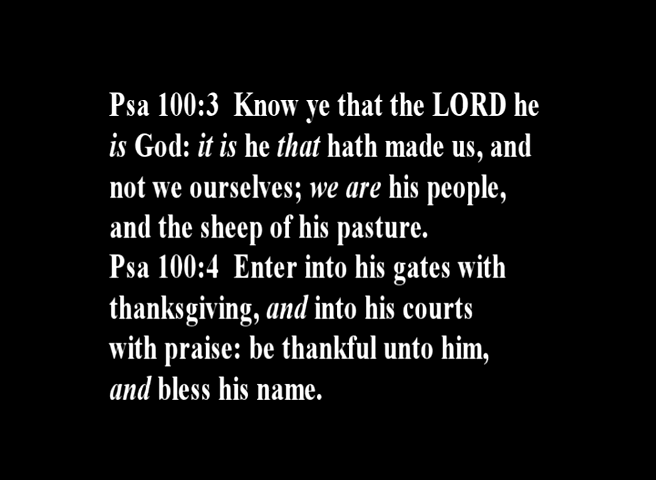 Psa 100:3  Know ye that the LORD he
is God: it is he that hath made us, and
not we ourselves; we are his people,
and the sheep of his pasture.
Psa 100:4  Enter into his gates with
thanksgiving, and into his courts
with praise: be thankful unto him,
and bless his name.